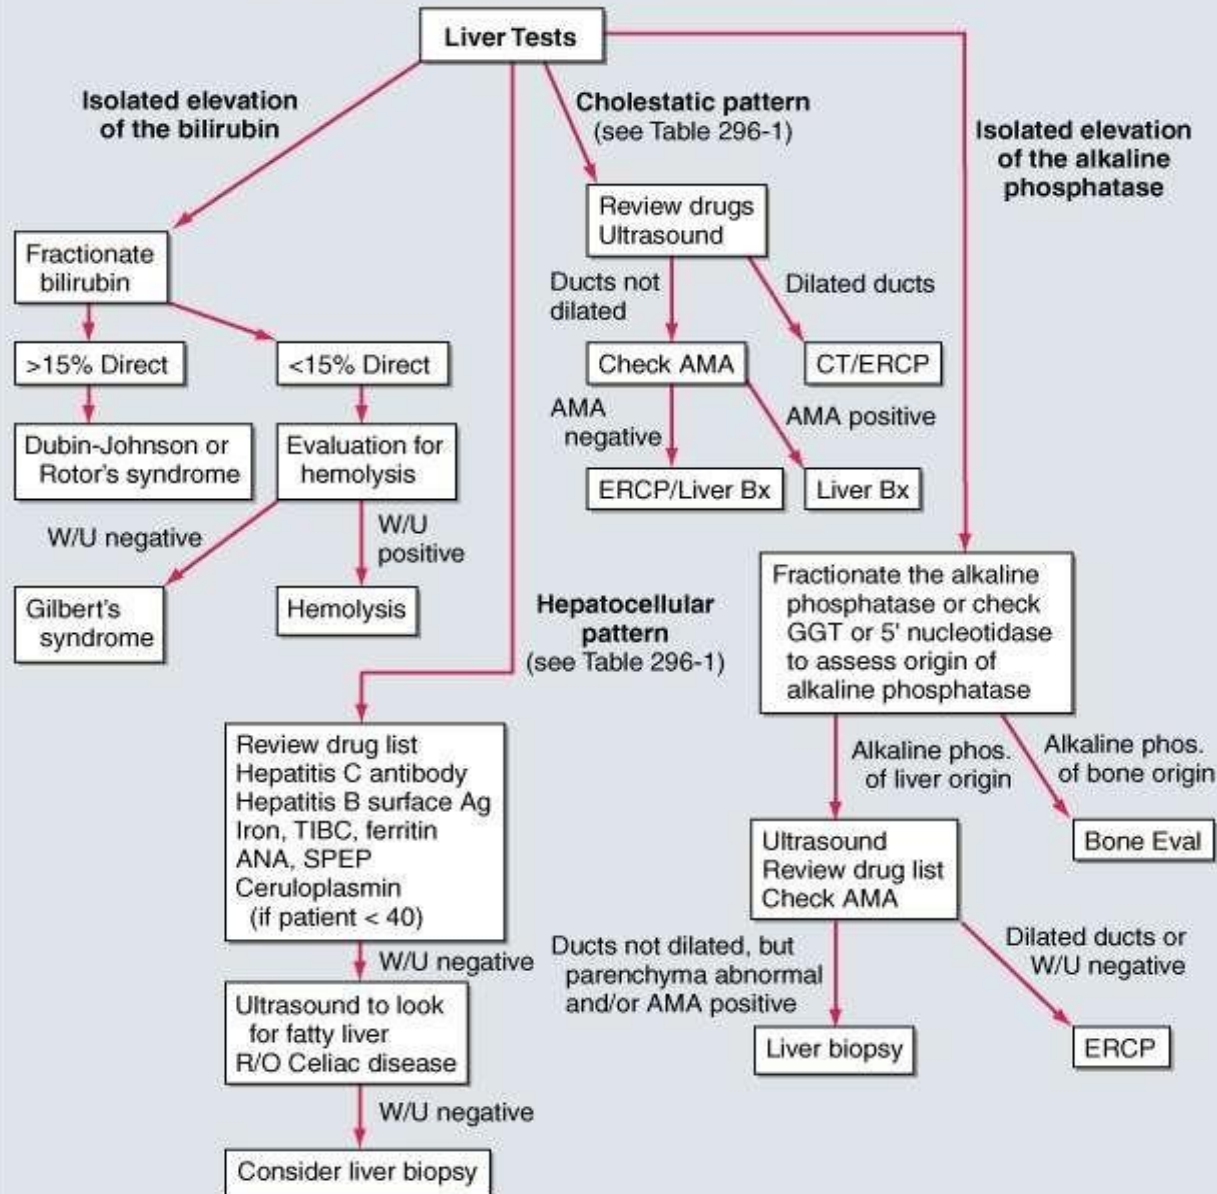 Liver Tests
Isolated elevation
of the bilirubin
Fractionate
bilirubin
>15% Direct
<15% Direct
Dubin-Johnson or
Rotor's syndrome
Evaluation for
hemolysis
W/U negative
W/U
positive
Gilbert's
syndrome
Hemolysis
Cholestatic pattern
(see Table 296-1)
Review drugs
Ultrasound
Ducts not
dilated
Dilated ducts
Check AMA
CT/ERCP
AMA
negative
AMA positive
ERCP/Liver Bx
Liver Bx
Hepatocellular
pattern
(see Table 296-1)
Review drug list
Hepatitis C antibody
Hepatitis B surface Ag
Iron, TIBC, ferritin
ANA, SPEP
Ceruloplasmin
(if patient < 40)
W/U negative
Ultrasound to look
for fatty liver
R/O Celiac disease
W/U negative
Consider liver biopsy
Isolated elevation
of the alkaline
phosphatase
Fractionate the alkaline
phosphatase or check
GGT or 5' nucleotidase
to assess origin of
alkaline phosphatase
Alkaline phos.
of liver origin
Alkaline phos.
of bone origin
Ultrasound
Review drug list
Check AMA
Bone Eval
Ducts not dilated, but
parenchyma abnormal
and/or AMA positive
Dilated ducts or
W/U negative
Liver biopsy
ERCP